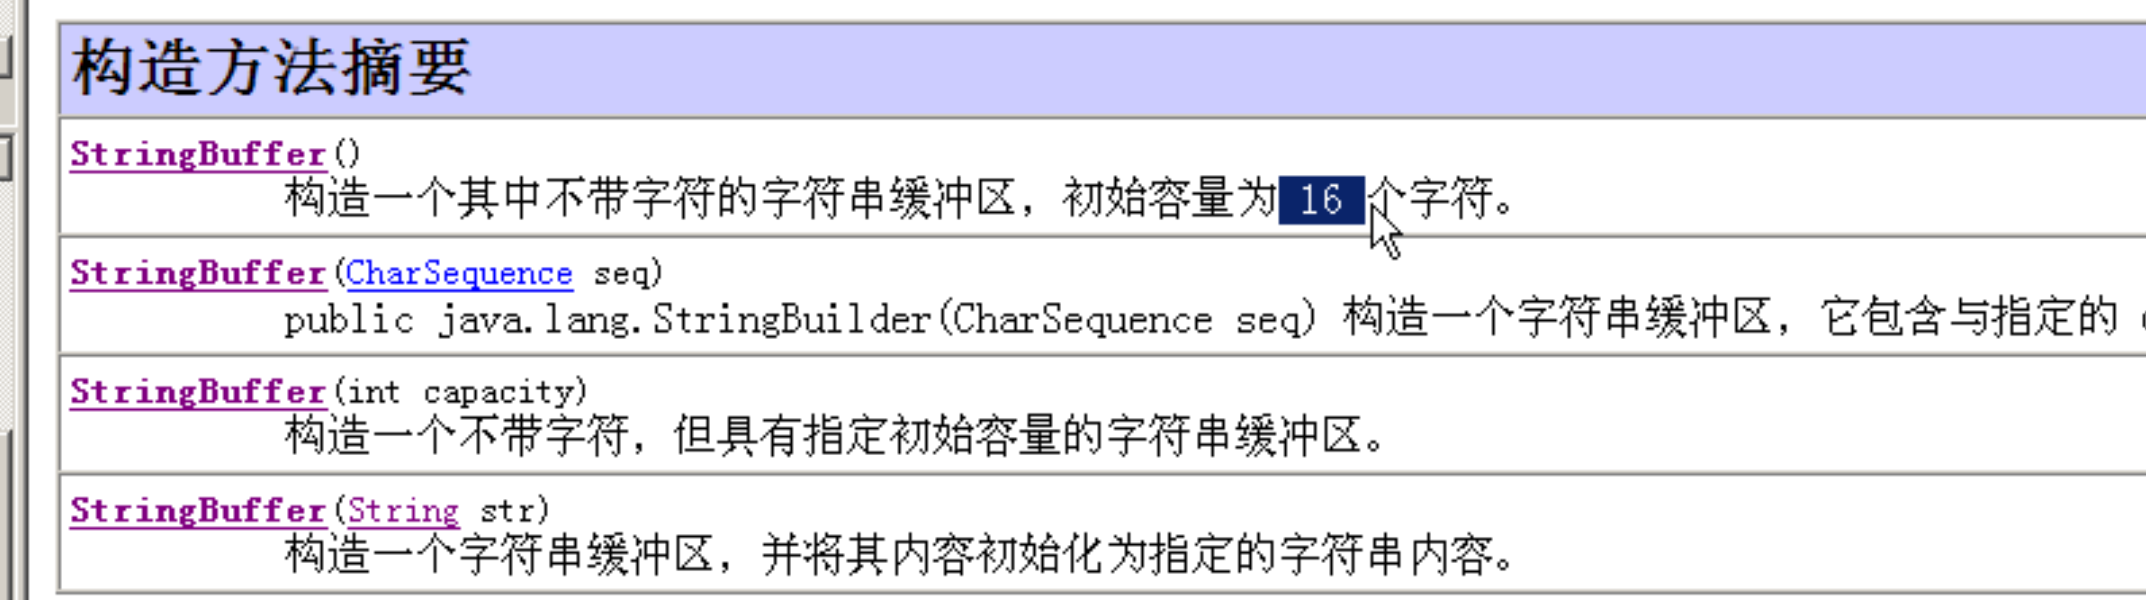 构造方法摘要
StringBuffer()
构造一个其中不带字符的字符串缓冲区，初始容量为 16 个字符。
StringBuffer(CharSequence seq)
public java.lang.StringBuilder(CharSequence seq) 构造一个字符串缓冲区，它包含与指定的
StringBuffer(int capacity)
构造一个不带字符，但具有指定初始容量的字符串缓冲区。
StringBuffer(String str)
构造一个字符串缓冲区，并将其内容初始化为指定的字符串内容。